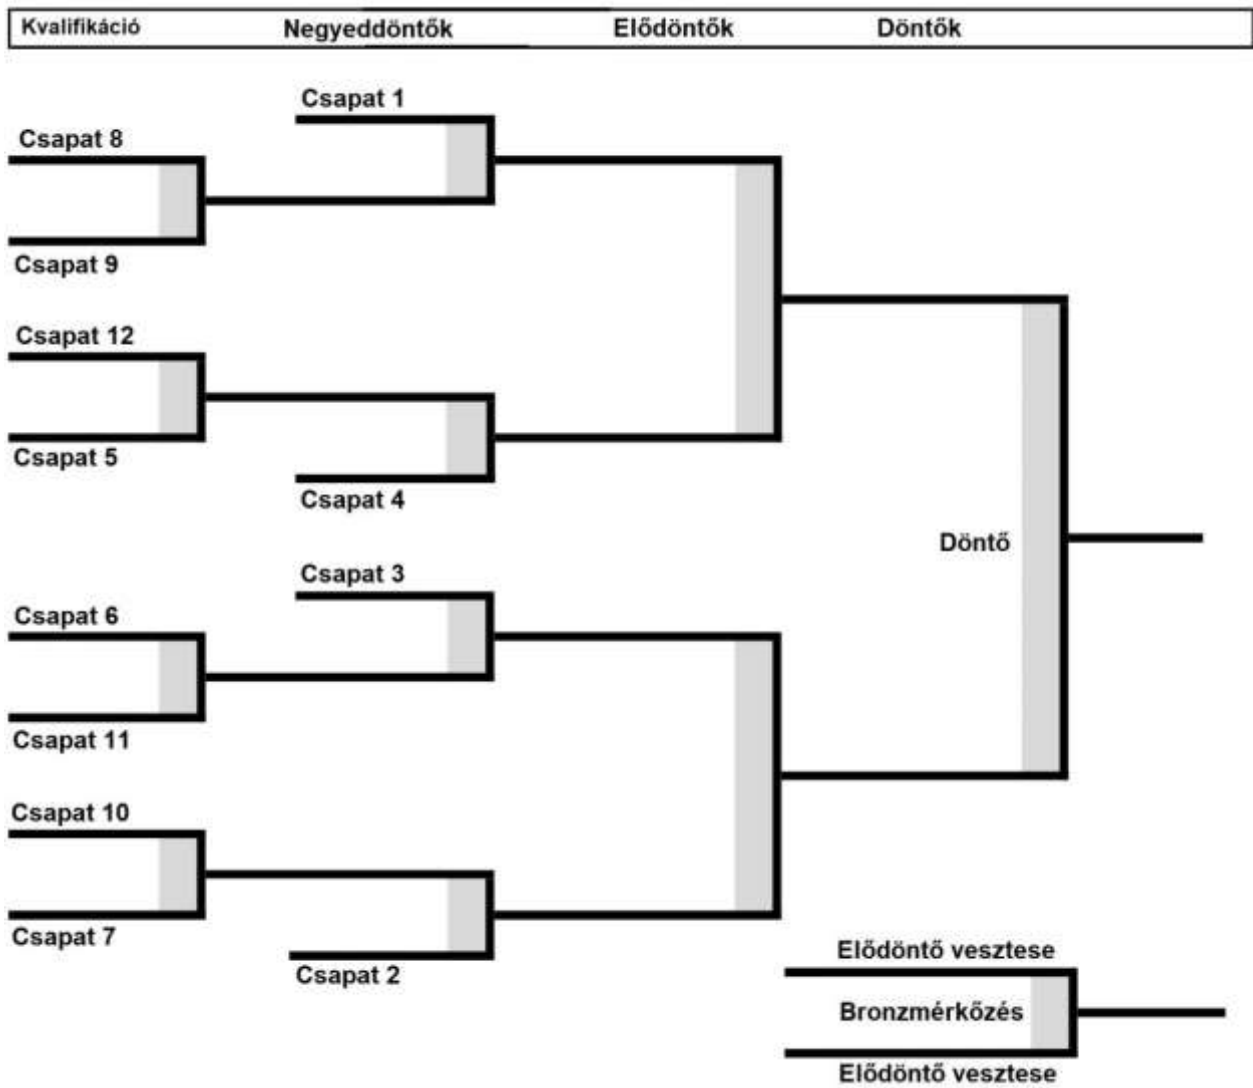 Kvalifikáció Negyeddöntők Elődöntők Döntők
Csapat 1
Csapat 8
Csapat 9
Csapat 12
Csapat 5
Csapat 4
Döntő
Csapat 3
Csapat 6
Csapat 11
Csapat 10
Csapat 7
Csapat 2
Elődöntő vesztese
Bronzmérkőzés
Elődöntő vesztese